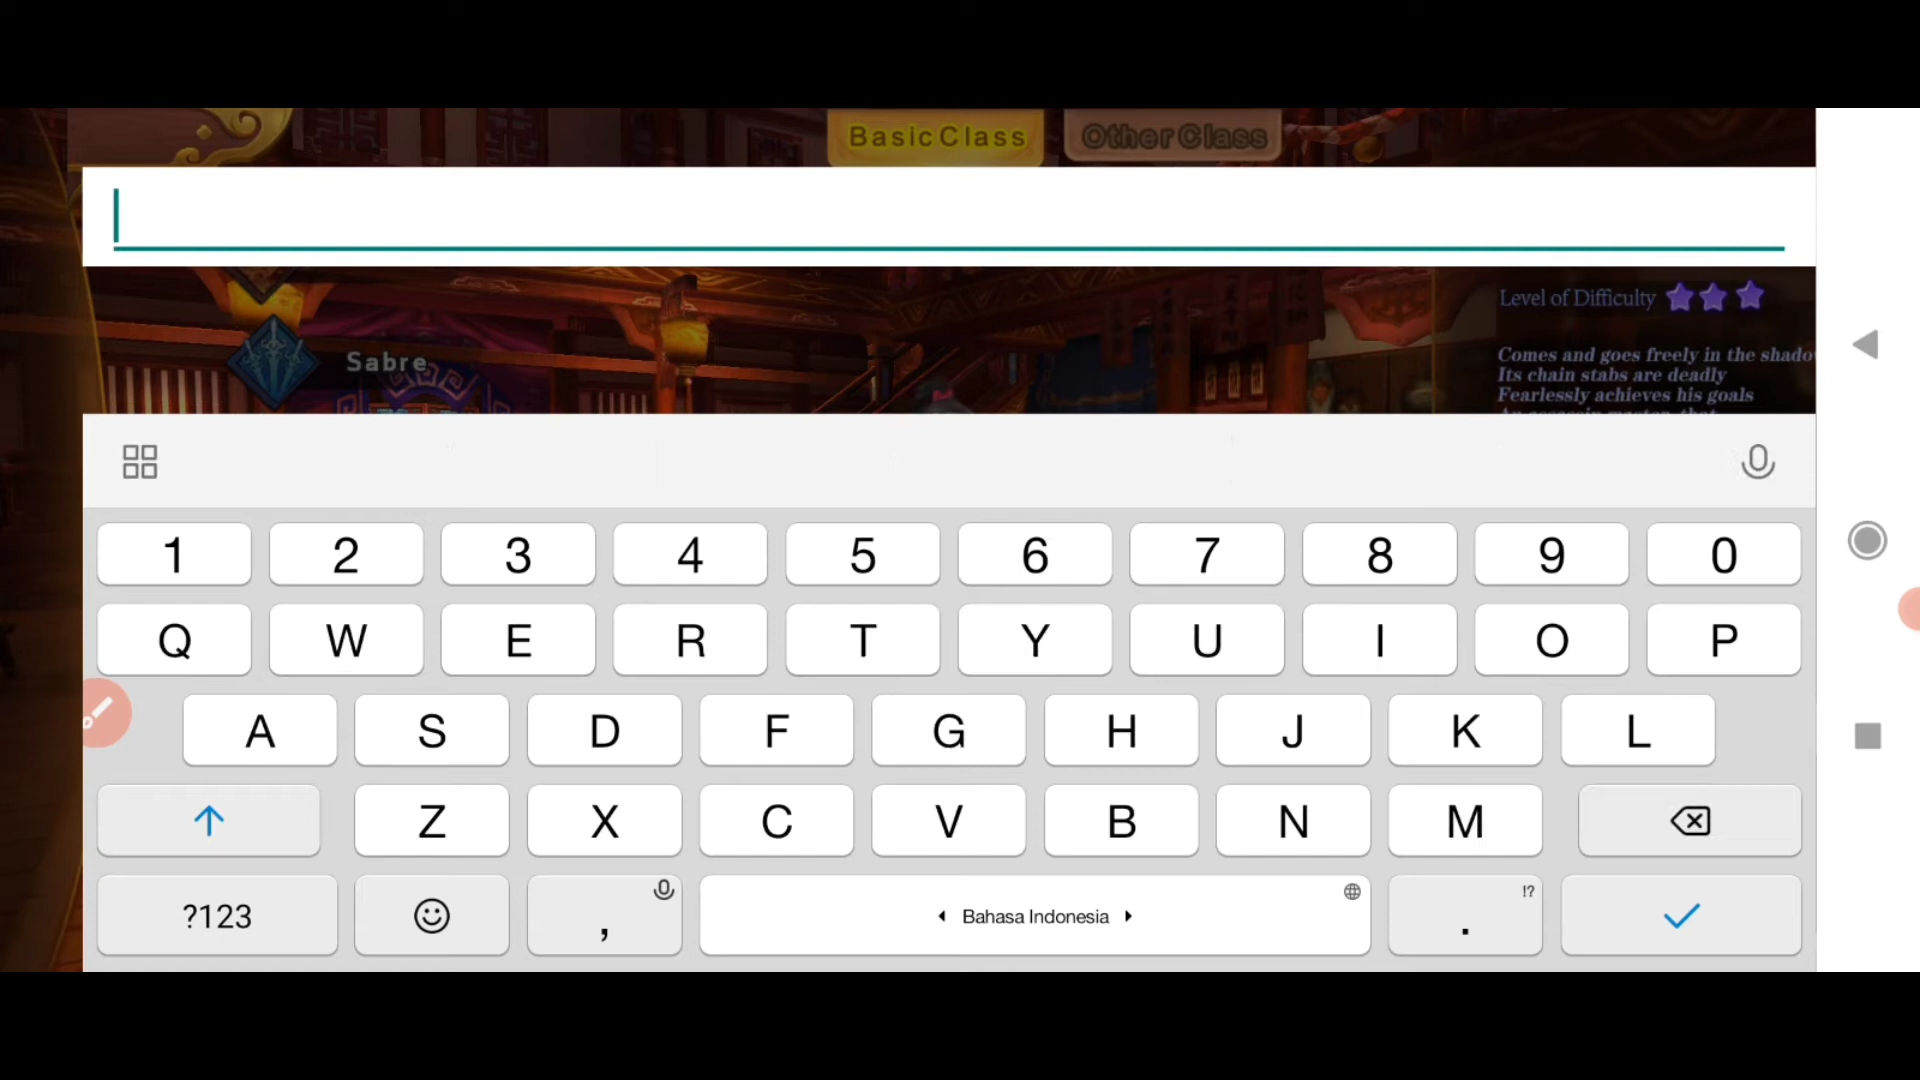 BasicClass OtherClass
Level of Difficulty
Sabre
Comes and goes freely in the shado
Its chain stabs are deadly
Fearlessly achieves his goals
1 2 3 4 5 6 7 8 9 0
Q W E R T Y U I O P
A S D F G H J K L
Z X C V B N M
?123 , Bahasa Indonesia . !?